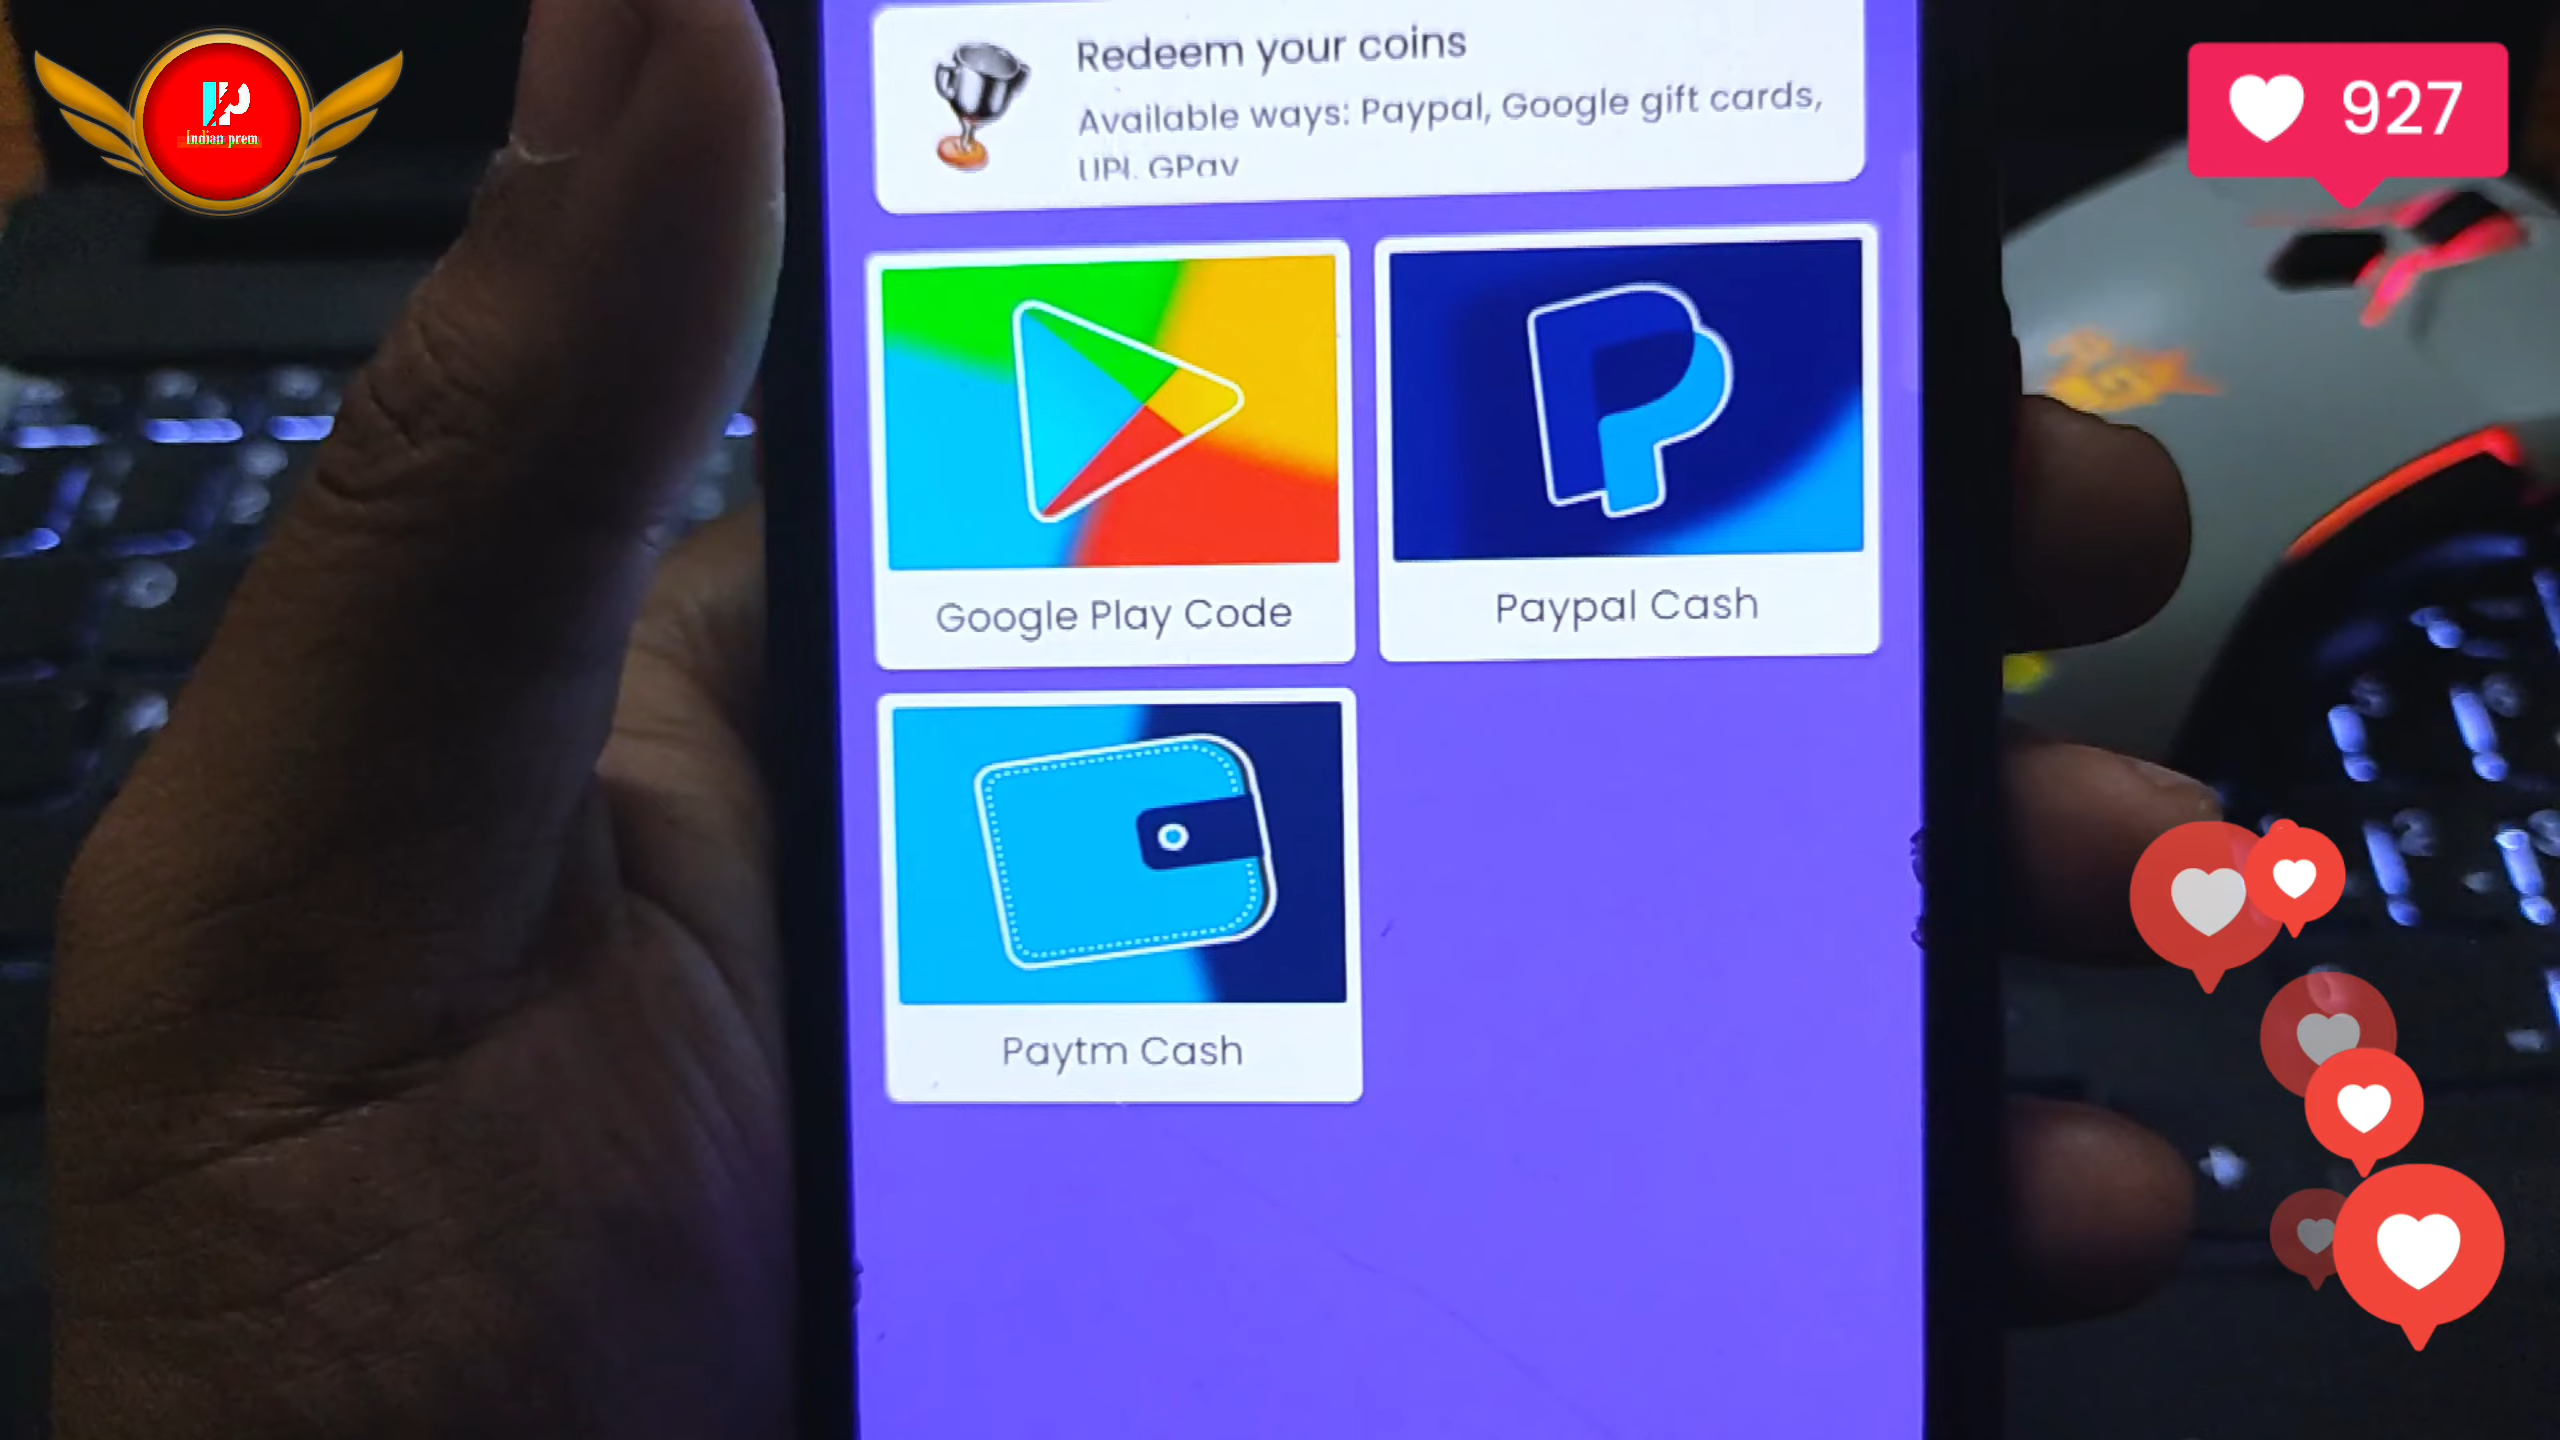 IP
Indian prem
927
Redeem your coins
Available ways: Paypal, Google gift cards,
UPI, GPay
Google Play Code
Paypal Cash
Paytm Cash